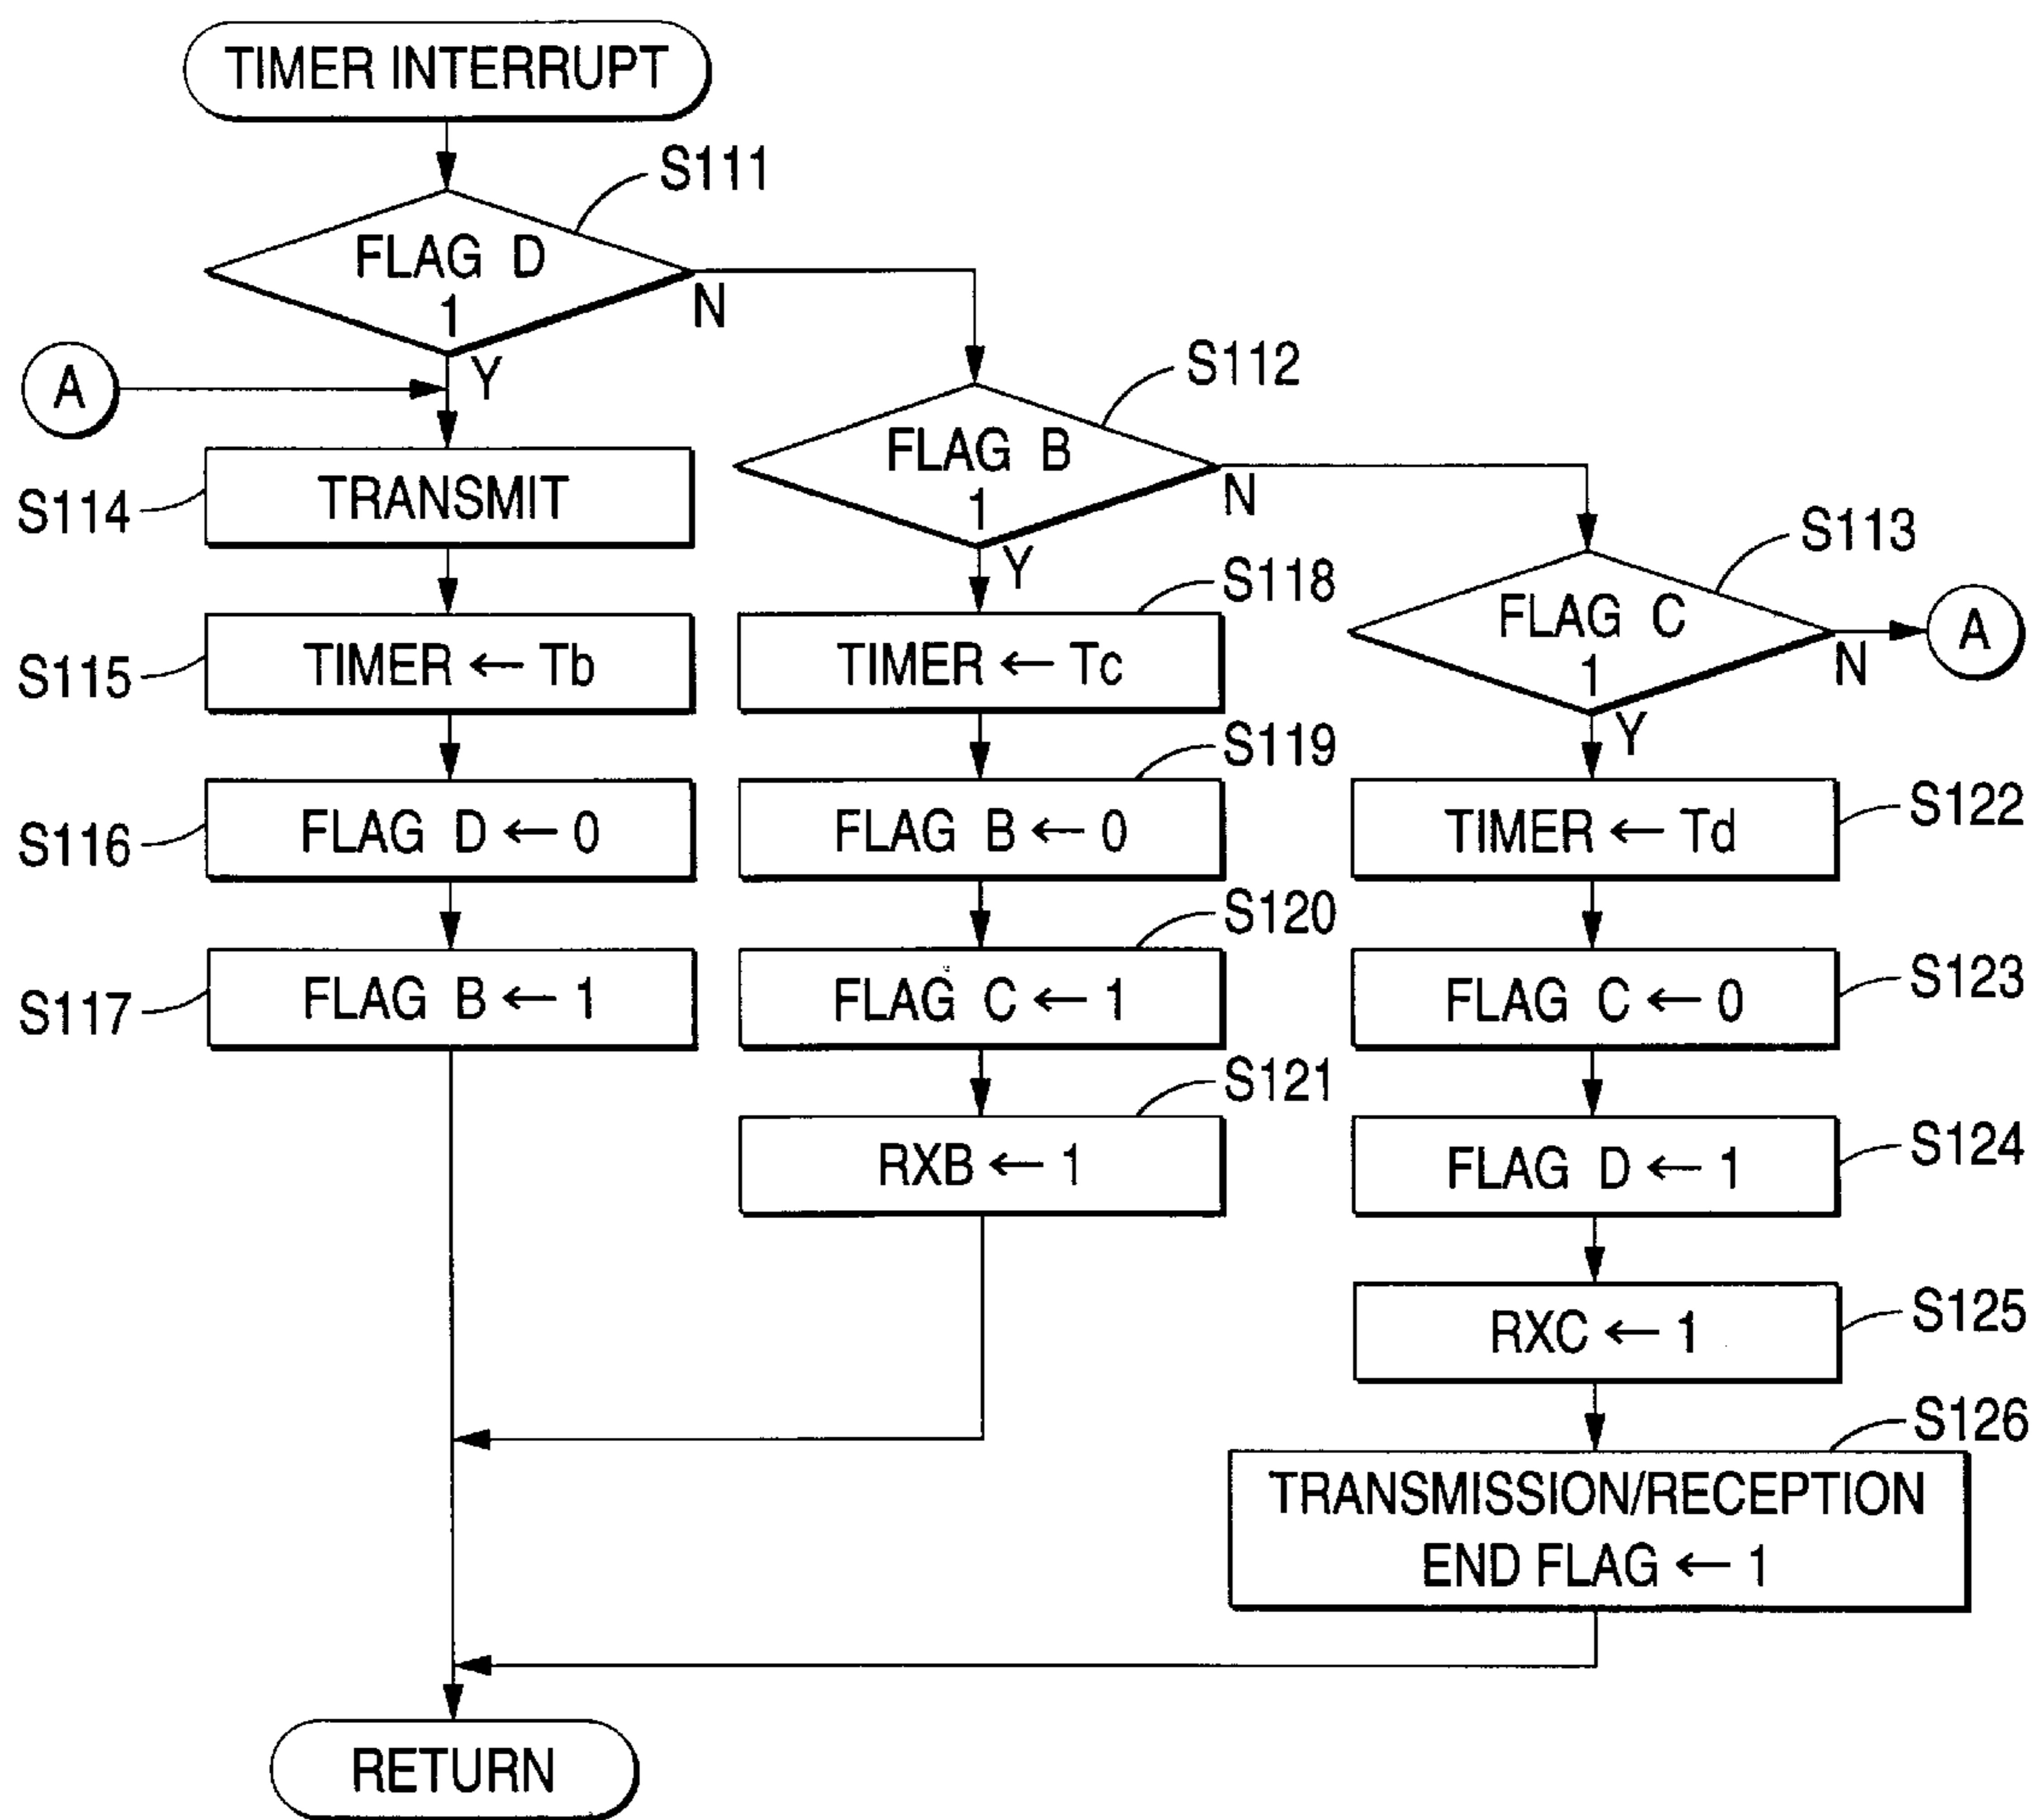 TIMER INTERRUPT
S111
FLAG D
1
N
Y
A
S112
FLAG B
1
N
Y
S113
FLAG C
1
N
A
Y
S114
TRANSMIT
S115
TIMER ← Tb
S116
FLAG D ← 0
S117
FLAG B ← 1
S118
TIMER ← Tc
S119
FLAG B ← 0
S120
FLAG C ← 1
S121
RXB ← 1
S122
TIMER ← Td
S123
FLAG C ← 0
S124
FLAG D ← 1
S125
RXC ← 1
S126
TRANSMISSION/RECEPTION
END FLAG ← 1
RETURN